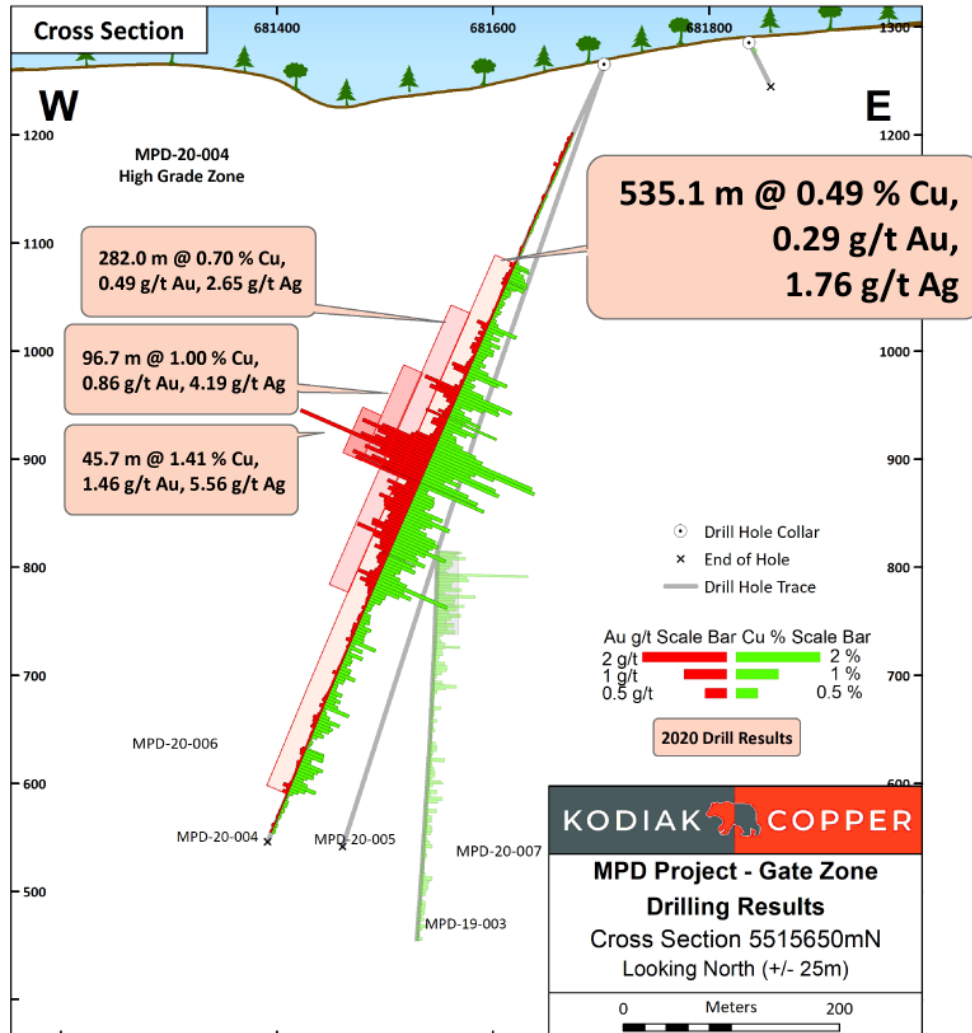 Cross Section
681400
681600
681800
1300
1300
W
E
1200
1200
MPD-20-004
High Grade Zone
535.1 m @ 0.49 % Cu,
0.29 g/t Au,
1.76 g/t Ag
1100
282.0 m @ 0.70 % Cu,
0.49 g/t Au, 2.65 g/t Ag
1000
1000
96.7 m @ 1.00 % Cu,
0.86 g/t Au, 4.19 g/t Ag
900
900
45.7 m @ 1.41 % Cu,
1.46 g/t Au, 5.56 g/t Ag
Drill Hole Collar
End of Hole
Drill Hole Trace
800
800
Au g/t Scale Bar Cu % Scale Bar
2 g/t 2 %
1 g/t 1 %
0.5 g/t 0.5 %
700
700
2020 Drill Results
MPD-20-006
600
600
MPD-20-004
MPD-20-005
MPD-20-007
MPD-19-003
500
KODIAK COPPER
MPD Project - Gate Zone
Drilling Results
Cross Section 5515650mN
Looking North (+/- 25m)
0 Meters 200